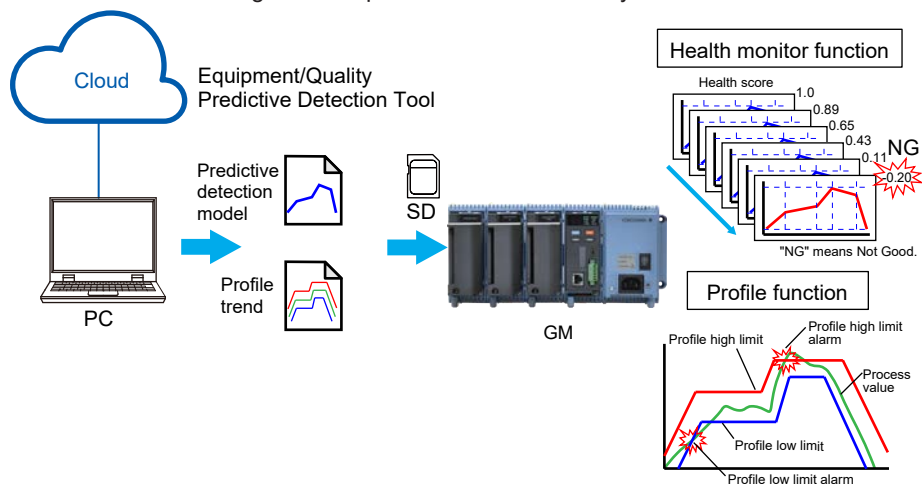 Cloud
Equipment/Quality
Predictive Detection Tool
Predictive
detection
model
Profile
trend
PC
SD
GM
Health monitor function
Health score
1.0
0.89
0.65
0.43
0.11
NG
-0.20
"NG" means Not Good.
Profile function
Profile high limit
alarm
Profile high limit
Process
value
Profile low limit
Profile low limit alarm